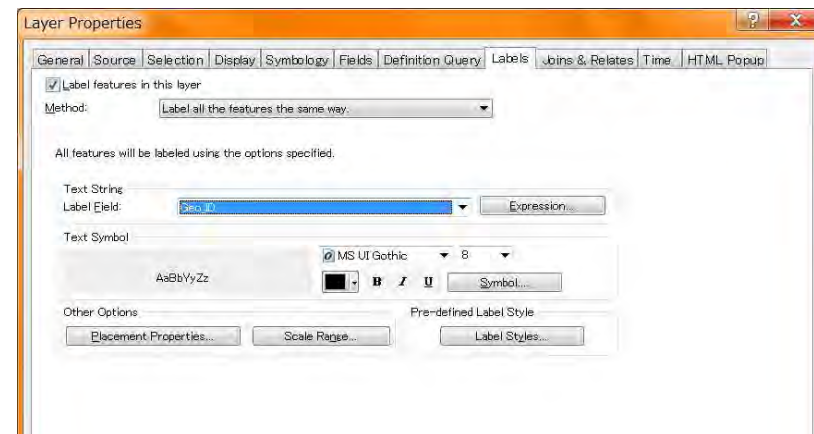 Layer Properties
General Source Selection Display Symbology Fields Definition Query Labels Joins & Relates Time HTML Popup
Label features in this layer
Method: Label all the features the same way.
All features will be labeled using the options specified.
Text String
Label Field: Geo_ID Expression...
Text Symbol
AaBbYyZz
MS UI Gothic 8
B I U Symbol...
Other Options Pre-defined Label Style
Placement Properties... Scale Range... Label Styles...